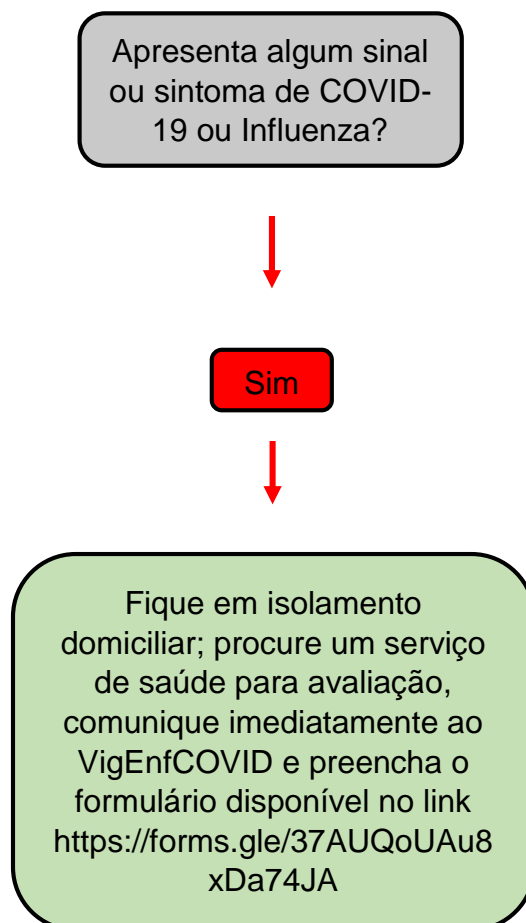 Apresenta algum sinal
ou sintoma de COVID-
19 ou Influenza?
Sim
Fique em isolamento
domiciliar; procure um serviço
de saúde para avaliação,
comunique imediatamente ao
VigEnfCOVID e preencha o
formulário disponível no link
https://forms.gle/37AUQoUAu8
xDa74JA